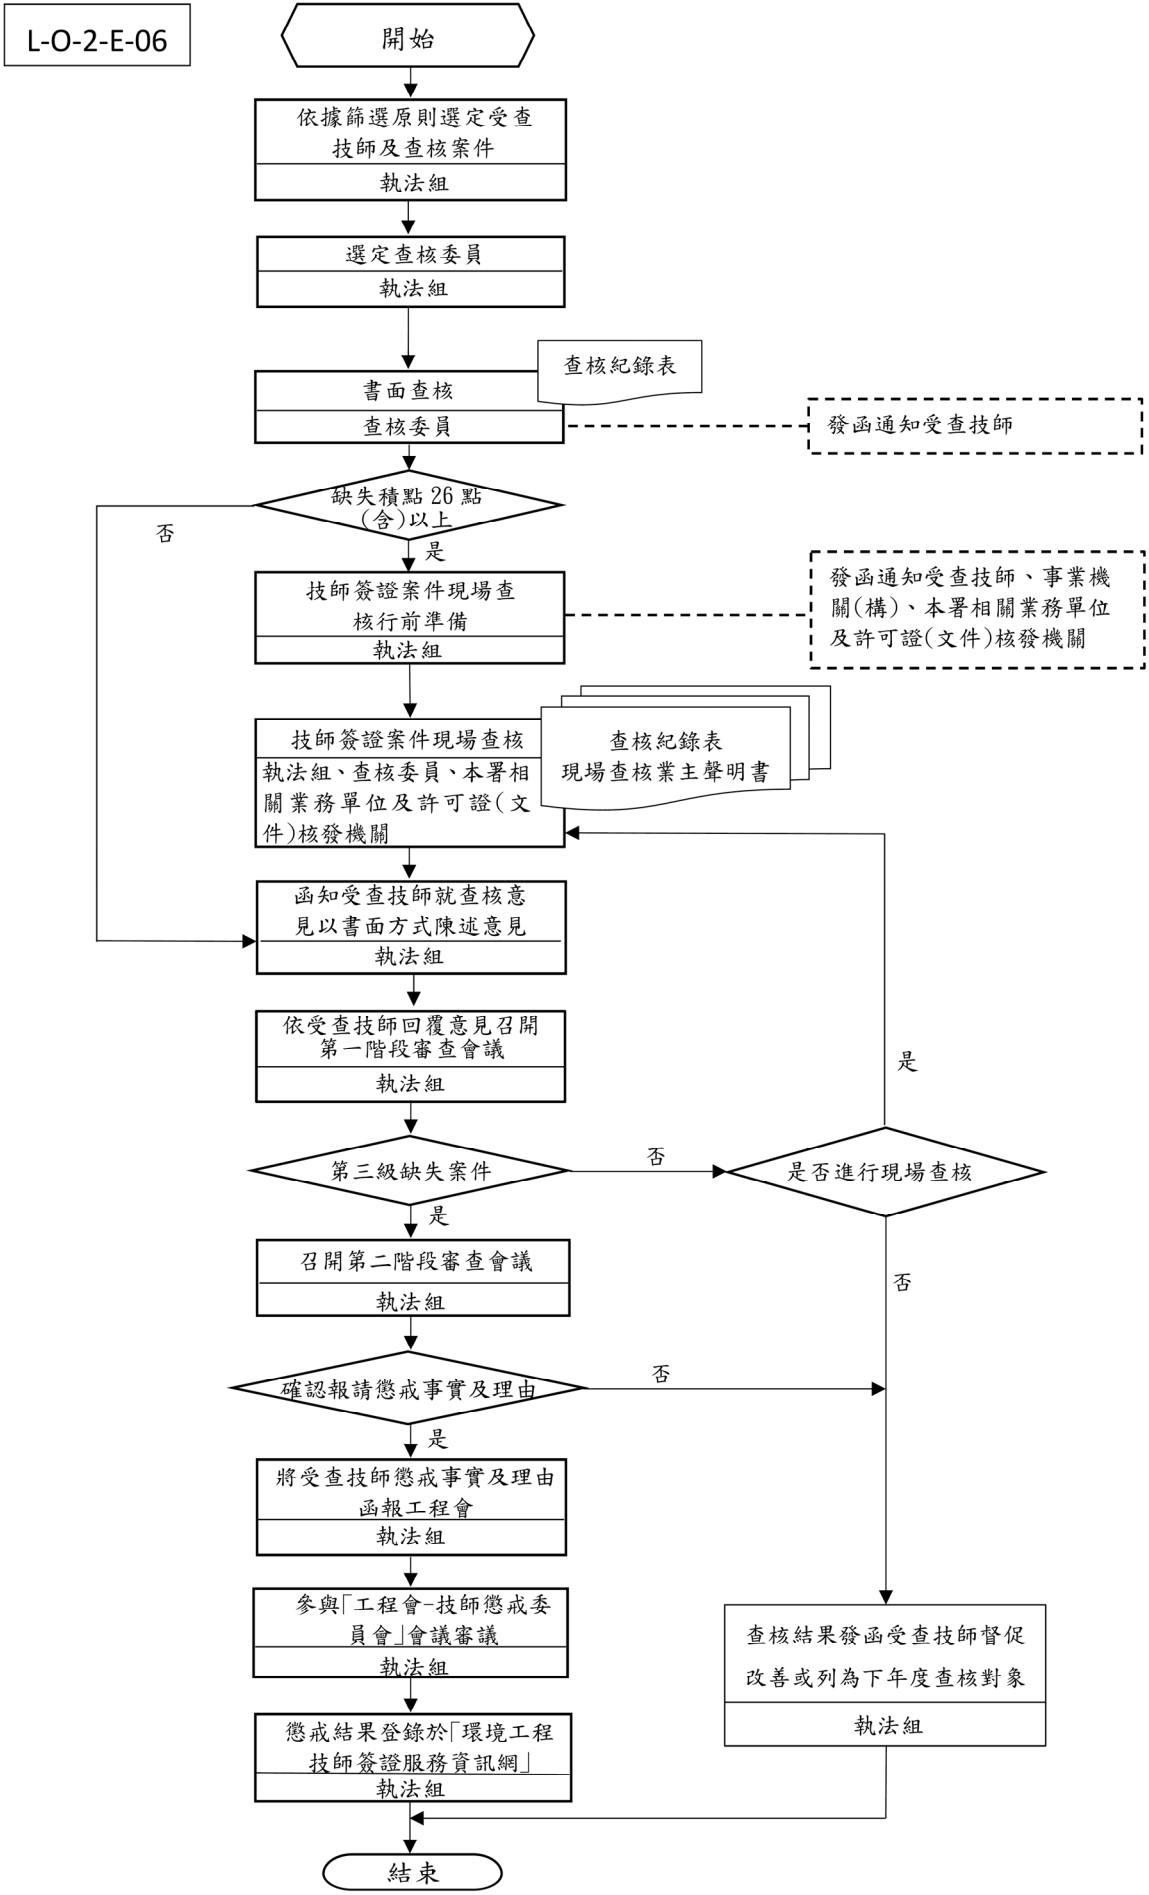 L-O-2-E-06
開始
依據篩選原則選定受查
技師及查核案件
執法組
選定查核委員
執法組
查核紀錄表
書面查核
查核委員
發函通知受查技師
缺失積點 26 點
(含)以上
否
是
技師簽證案件現場查
核行前準備
執法組
發函通知受查技師、事業機
關(構)、本署相關業務單位
及許可證(文件)核發機關
技師簽證案件現場查核
執法組、查核委員、本署相
關業務單位及許可證(文
件)核發機關
查核紀錄表
現場查核業主聲明書
函知受查技師就查核意
見以書面方式陳述意見
執法組
依受查技師回覆意見召開
第一階段審查會議
執法組
是
第三級缺失案件
否
是否進行現場查核
是
召開第二階段審查會議
執法組
否
確認報請懲戒事實及理由
否
是
將受查技師懲戒事實及理由
函報工程會
執法組
參與「工程會-技師懲戒委
員會」會議審議
執法組
查核結果發函受查技師督促
改善或列為下年度查核對象
執法組
懲戒結果登錄於「環境工程
技師簽證服務資訊網」
執法組
結束